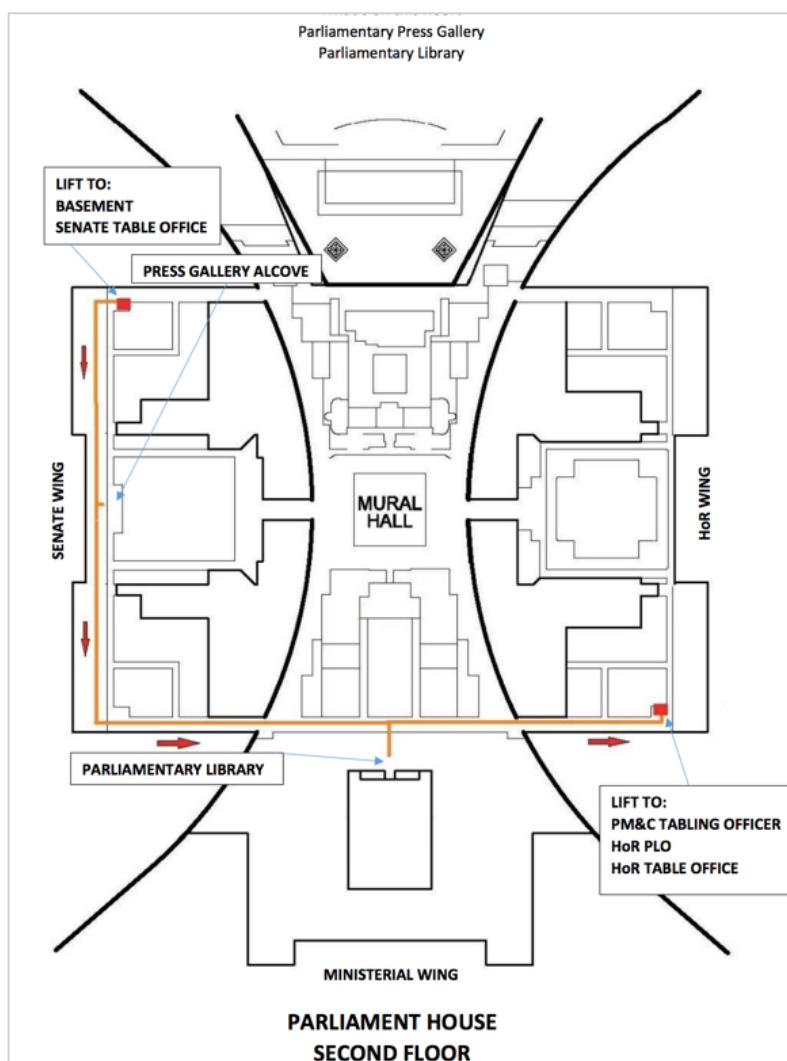 Parliamentary Press Gallery
Parliamentary Library
LIFT TO:
BASEMENT
SENATE TABLE OFFICE
PRESS GALLERY ALCOVE
SENATE WING
MURAL
HALL
HoR WING
PARLIAMENTARY LIBRARY
LIFT TO:
PM&C TABLING OFFICER
HoR PLO
HoR TABLE OFFICE
MINISTERIAL WING
PARLIAMENT HOUSE
SECOND FLOOR